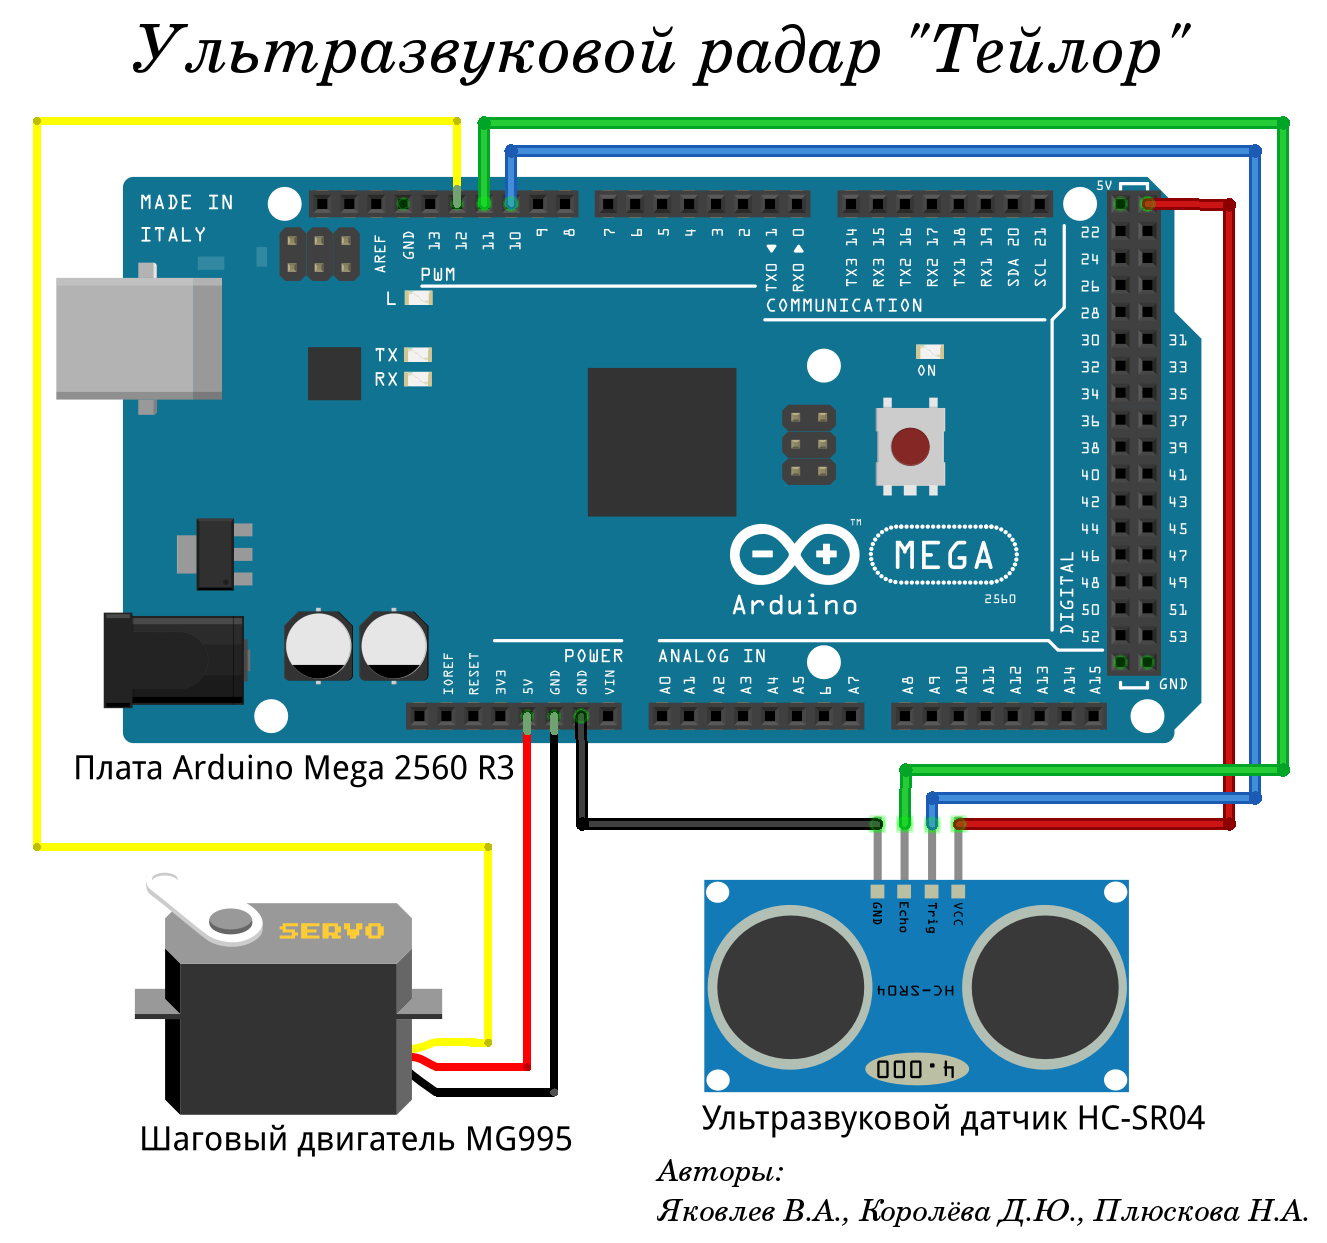 Ультразвуковой радар "Тейлор"
MADE IN
ITALY
AREF
GND
13
12
11
10
9
8
7
6
5
4
3
2
TX0 1
RX0 0
TX3 14
RX3 15
TX2 16
RX2 17
TX1 18
RX1 19
SDA 20
SCL 21
5V
PWM
L
COMMUNICATION
TX
RX
ON
22
24
26
28
30 31
32 33
34 35
36 37
38 39
40 41
42 43
44 45
46 47
48 49
50 51
52 53
GND
DIGITAL
TM
MEGA
2560
Arduino
POWER
ANALOG IN
IOREF
RESET
3V3
5V
GND
GND
VIN
A0
A1
A2
A3
A4
A5
6
A7
A8
A9
A10
A11
A12
A13
A14
A15
Плата Arduino Mega 2560 R3
SERVO
GND
Echo
Trig
VCC
HC-SR04
4.000
Шаговый двигатель MG995
Ультразвуковой датчик HC-SR04
Авторы:
Яковлев В.А., Королёва Д.Ю., Плюскова Н.А.